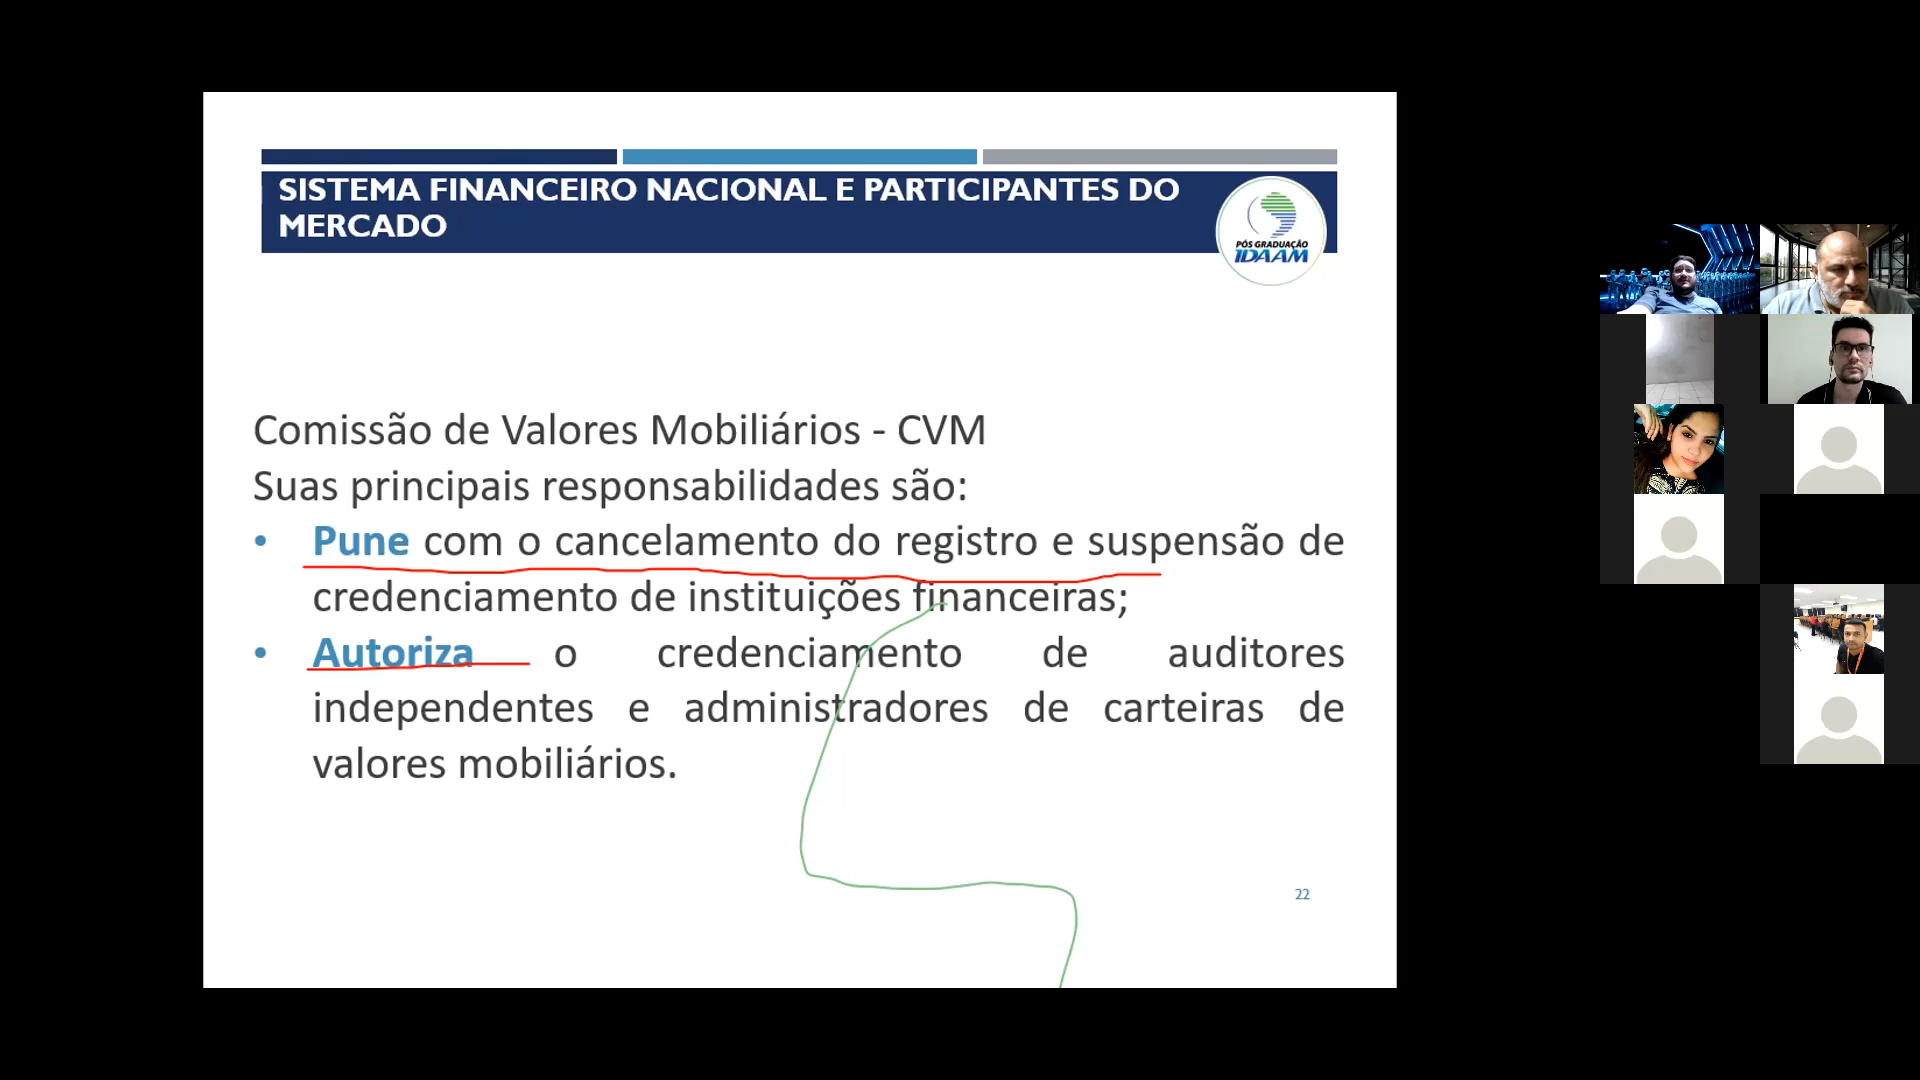 SISTEMA FINANCEIRO NACIONAL E PARTICIPANTES DO
MERCADO
PÓS GRADUAÇÃO
IDAAM
Comissão de Valores Mobiliários - CVM
Suas principais responsabilidades são:
• Pune com o cancelamento do registro e suspensão de
credenciamento de instituições financeiras;
• Autoriza o credenciamento de auditores
independentes e administradores de carteiras de
valores mobiliários.
22